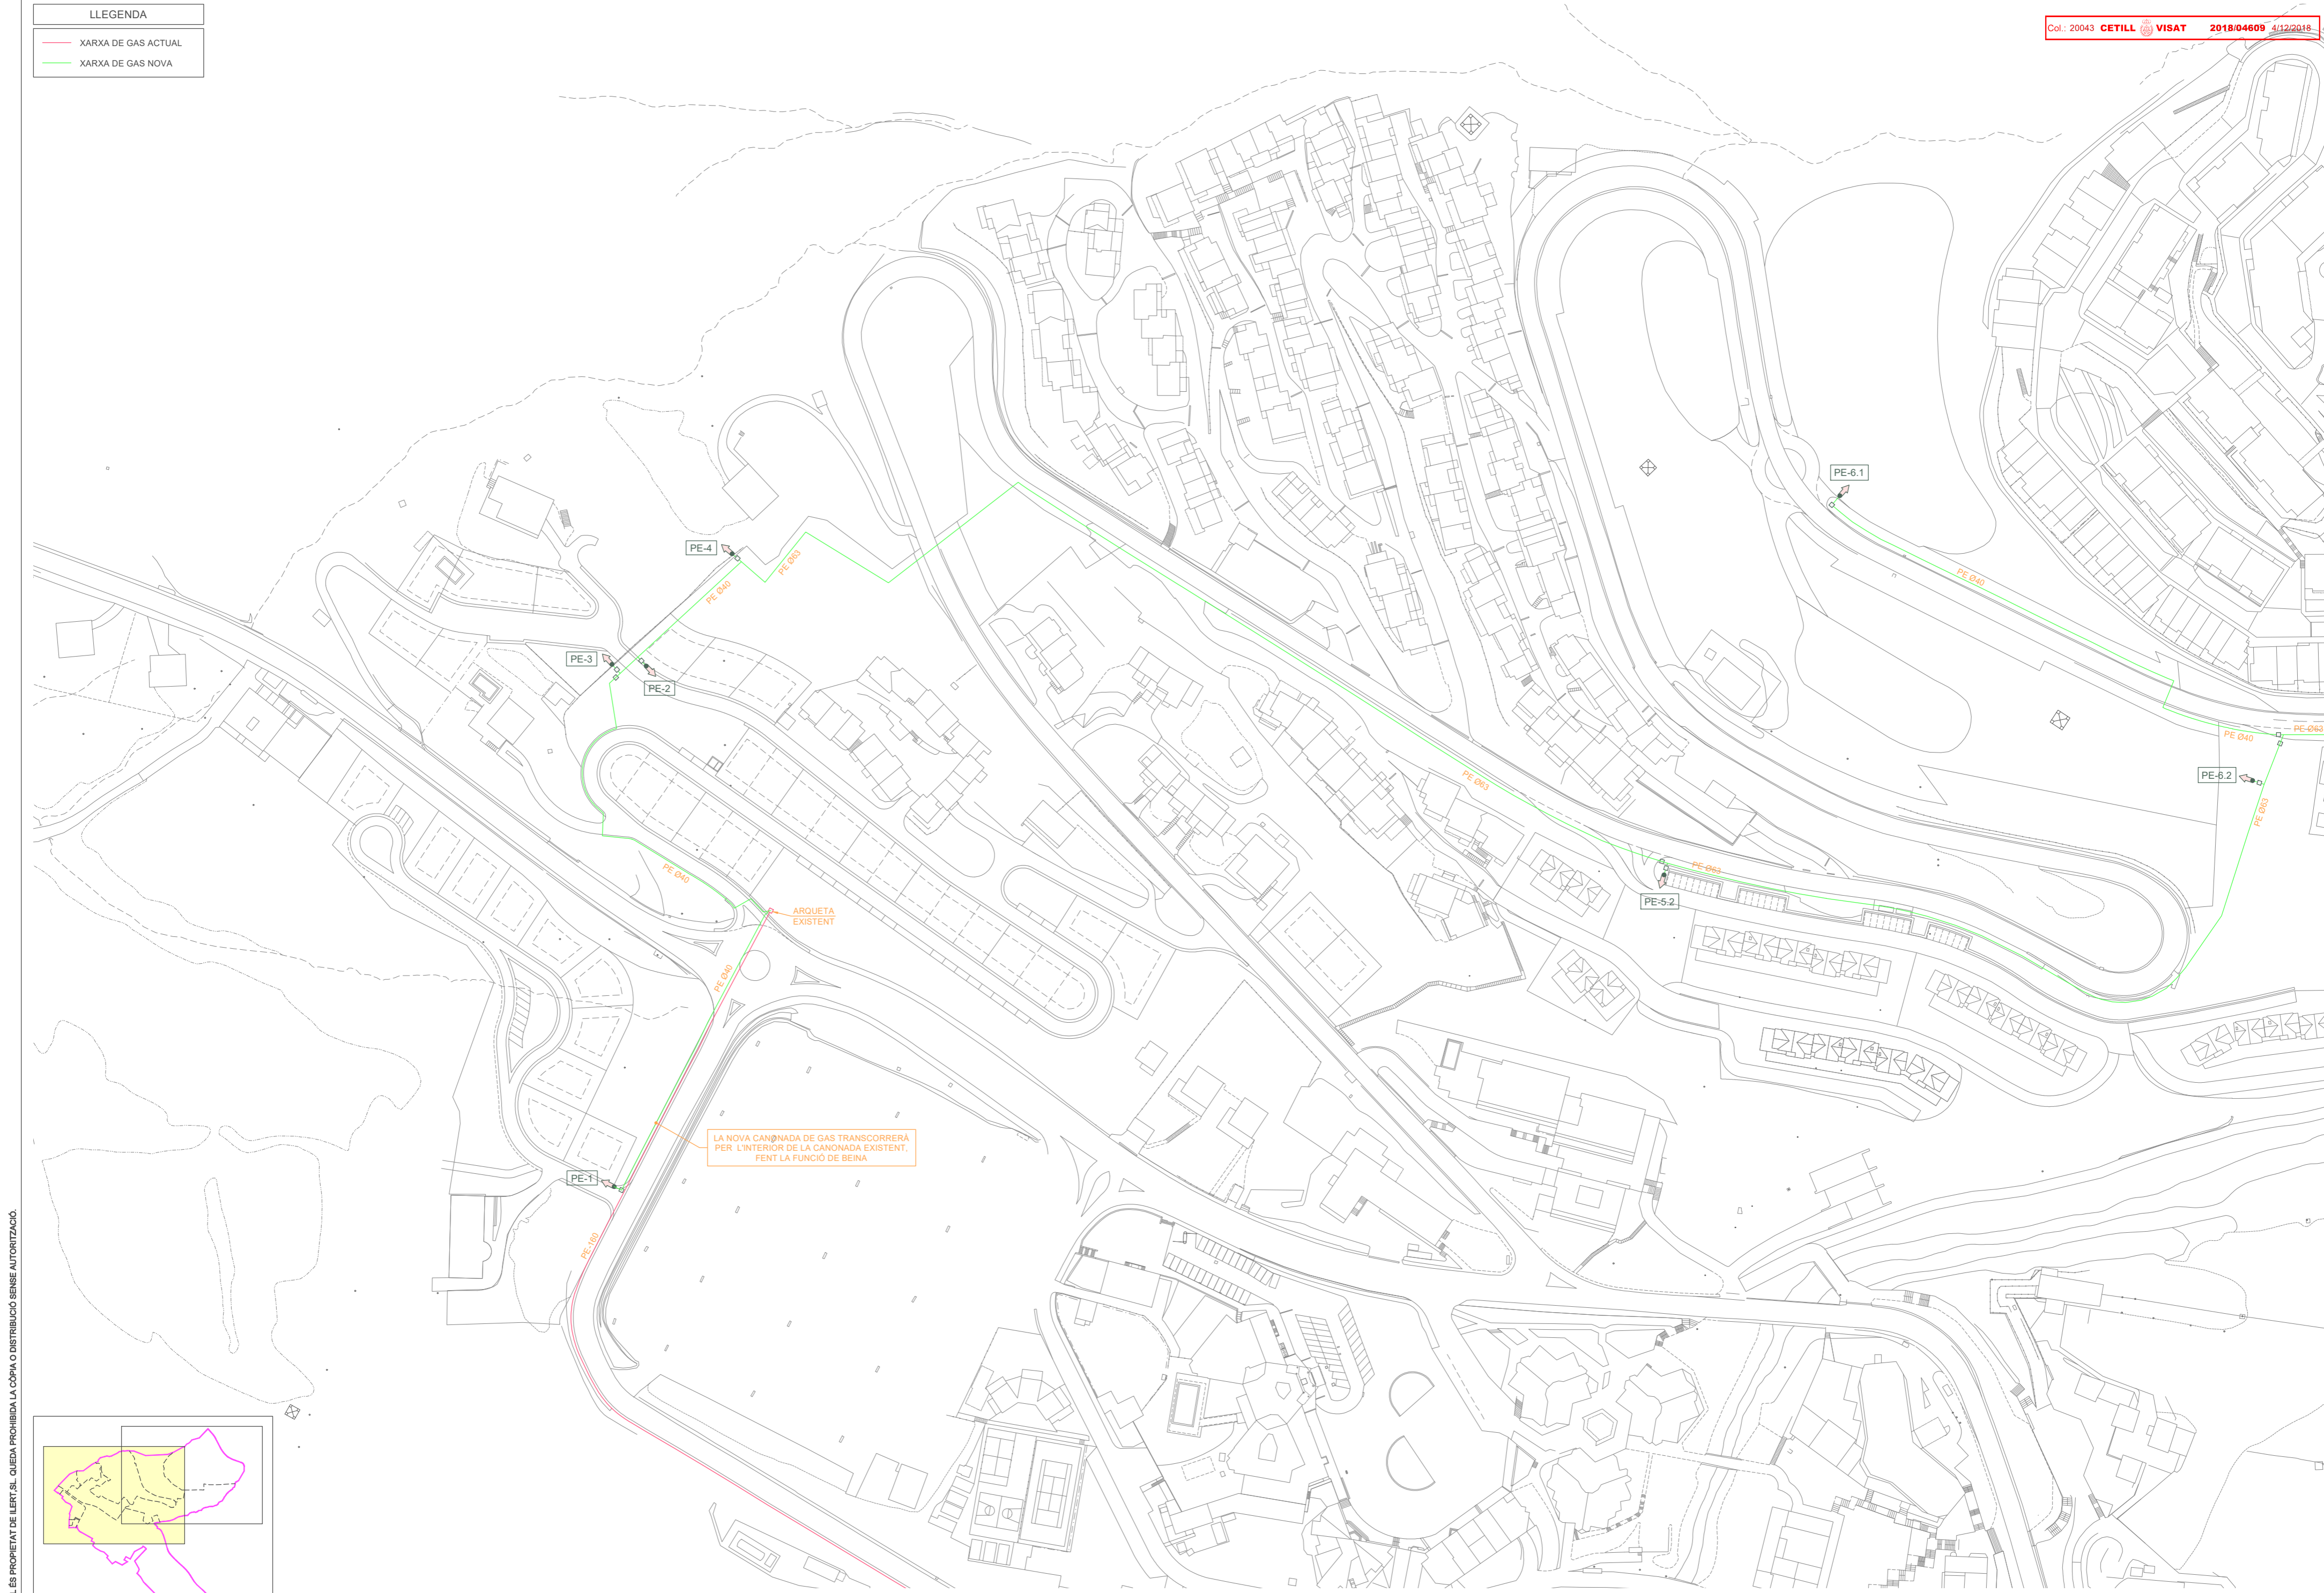 LLEGENDA
XARXA DE GAS ACTUAL
XARXA DE GAS NOVA
Col.: 20043 CETILL VISAT 2018/04609 4/12/2018
PE-6.1
PE-4
PE Ø63
PE Ø40
PE Ø40
PE-3
PE-2
PE Ø40
PE Ø63
PE-6.2
PE Ø63
PE Ø63
PE Ø63
PE-5.2
PE Ø40
ARQUETA
EXISTENT
PE Ø40
LA NOVA CANONADA DE GAS TRANSCORRERÀ
PER L'INTERIOR DE LA CANONADA EXISTENT,
FENT LA FUNCIÓ DE BEINA
PE-1
PE-160
L ÉS PROPIETAT DE ILERT,SL. QUEDA PROHIBIDA LA CÒPIA O DISTRIBUCIÓ SENSE AUTORITZACIÓ.